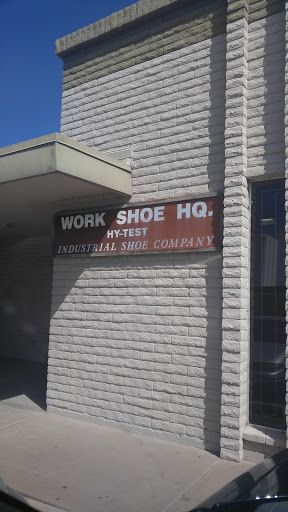 WORK SHOE HQ.
HY-TEST
INDUSTRIAL SHOE COMPANY